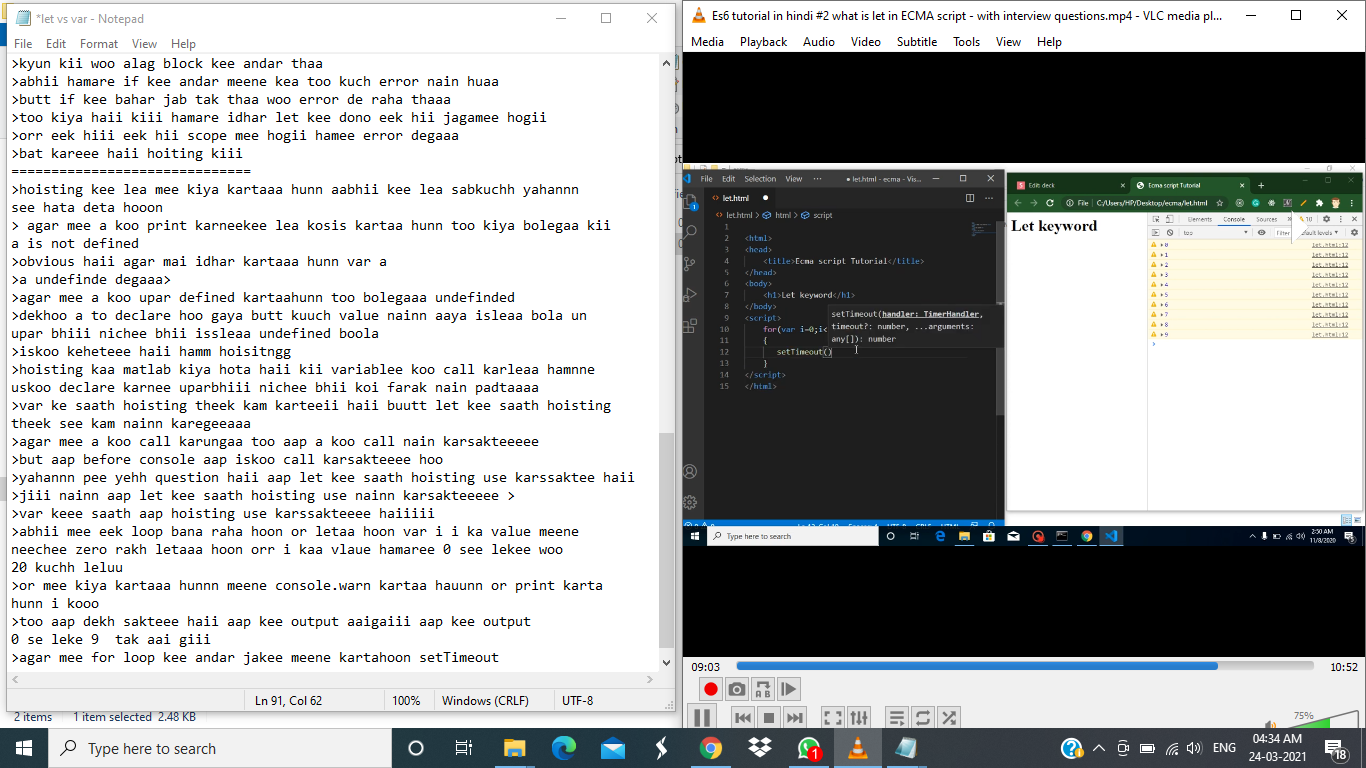 *let vs var - Notepad
File Edit Format View Help
>kyun kii woo alag block kee andar thaa
>abhii hamare if kee andar meene kea too kuch error nain huaa
>butt if kee bahar jab tak thaa woo error de raha thaaa
>too kiya haii kiii hamare idhar let kee dono eek hii jagamee hogii
>orr eek hiii eek hii scope mee hogii hamee error degaaa
>bat kareee haii hoiting kiii
==============================
>hoisting kee lea mee kiya kartaaa hunn aabhii kee lea sabkuchh yahannn
see hata deta hooon
> agar mee a koo print karneekee lea kosis kartaa hunn too kiya bolegaa kii
a is not defined
>obvious haii agar mai idhar kartaaa hunn var a
>a undefinde degaaa>
>agar mee a koo upar defined kartaahunn too bolegaaa undefinded
>dekhoo a to declare hoo gaya butt kuuch value nainn aaya isleaa bola un
upar bhiii nichee bhii issleaa undefined boola
>iskoo keheteee haii hamm hoisitngg
>hoisting kaa matlab kiya hota haii kii variablee koo call karleaa hamnne
uskoo declare karnee uparbhiii nichee bhii koi farak nain padtaaaa
>var ke saath hoisting theek kam karteeii haii buutt let kee saath hoisting
theek see kam nainn karegeeaaa
>agar mee a koo call karungaa too aap a koo call nain karsakteeeee
>but aap before console aap iskoo call karsakteeee hoo
>yahannn pee yehh question haii aap let kee saath hoisting use karssaktee haii
>jiii nainn aap let kee saath hoisting use nainn karsakteeeee >
>var keee saath aap hoisting use karssakteeee haiiiii
>abhii mee eek loop bana raha hoon or letaa hoon var i i ka value meene
neechee zero rakh letaaa hoon orr i kaa vlaue hamaree 0 see lekee woo
20 kuchh leluu
>or mee kiya kartaaa hunnn meene console.warn kartaa hauunn or print karta
hunn i kooo
>too aap dekh sakteee haii aap kee output aaigaiii aap kee output
0 se leke 9  tak aai giii
>agar mee for loop kee andar jakee meene kartahoon setTimeout
Ln 91, Col 62 100% Windows (CRLF) UTF-8
2 items 1 item selected 2.48 KB
Es6 tutorial in hindi #2 what is let in ECMA script - with interview questions.mp4 - VLC media pl...
Media Playback Audio Video Subtitle Tools View Help
File Edit Selection View ··· ● let.html - ecma - Vis...
let.html ●
let.html > html > script
1
2 <html>
3 <head>
4 <title>Ecma script Tutorial</title>
5 </head>
6 <body>
7 <h1>Let keyword</h1>
8 </body>
9 <script>
10 for(var i=0;i<
11 {
12 setTimeout()
13 }
14 </script>
15 </html>
setTimeout(handler: TimerHandler,
timeout?: number, ...arguments:
any[]): number
Edit deck Ecma script Tutorial
File C:/Users/HP/Desktop/ecma/let.html
Let keyword
Elements Console Sources » 10
top Filter default levels
0 let.html:12
1 let.html:12
2 let.html:12
3 let.html:12
4 let.html:12
5 let.html:12
6 let.html:12
7 let.html:12
8 let.html:12
9 let.html:12
Type here to search
2:50 AM
11/8/2020
09:03 10:52
75%
Type here to search
1
ENG
04:34 AM
24-03-2021
18